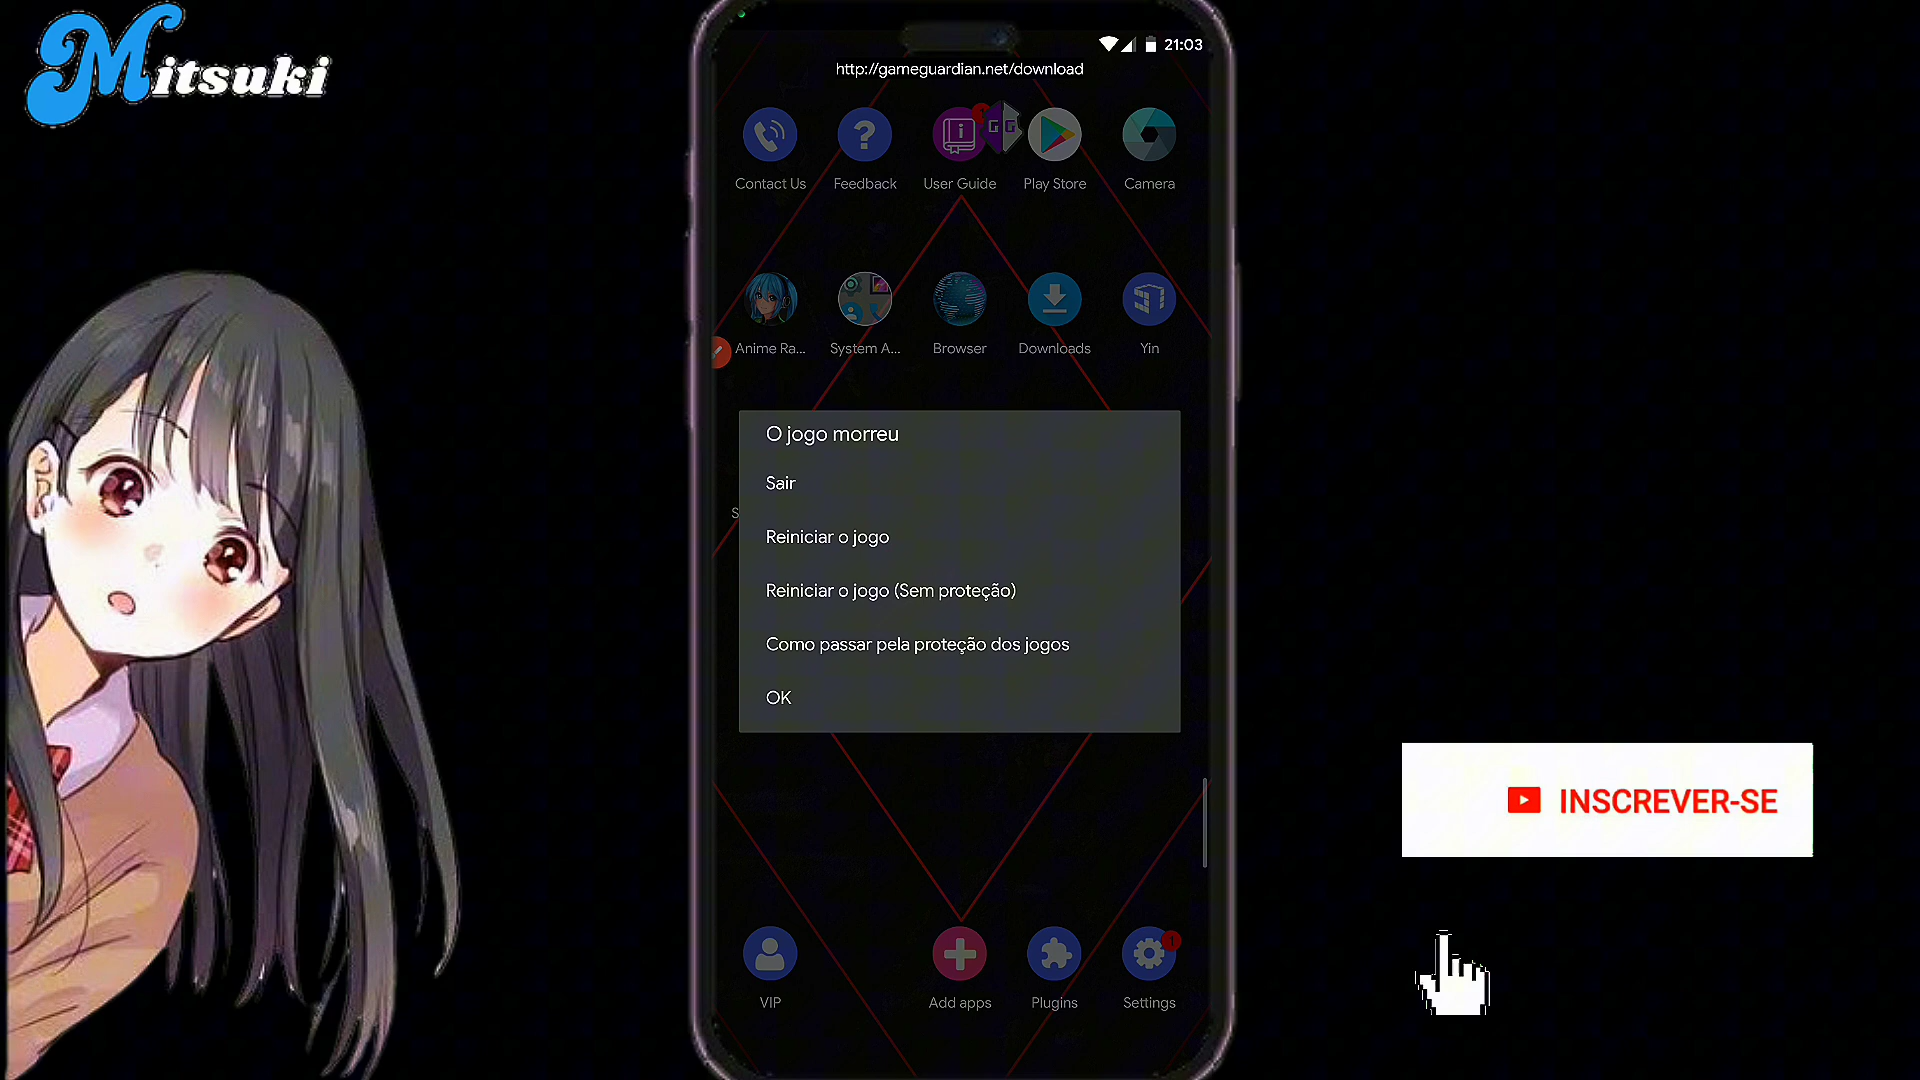 Mitsuki
21:03
http://gameguardian.net/download
GG
Contact Us
Feedback
User Guide
Play Store
Camera
Anime Ra...
System A...
Browser
Downloads
Yin
S
O jogo morreu
Sair
Reiniciar o jogo
Reiniciar o jogo (Sem proteção)
Como passar pela proteção dos jogos
OK
INSCREVER-SE
1
VIP
Add apps
Plugins
Settings